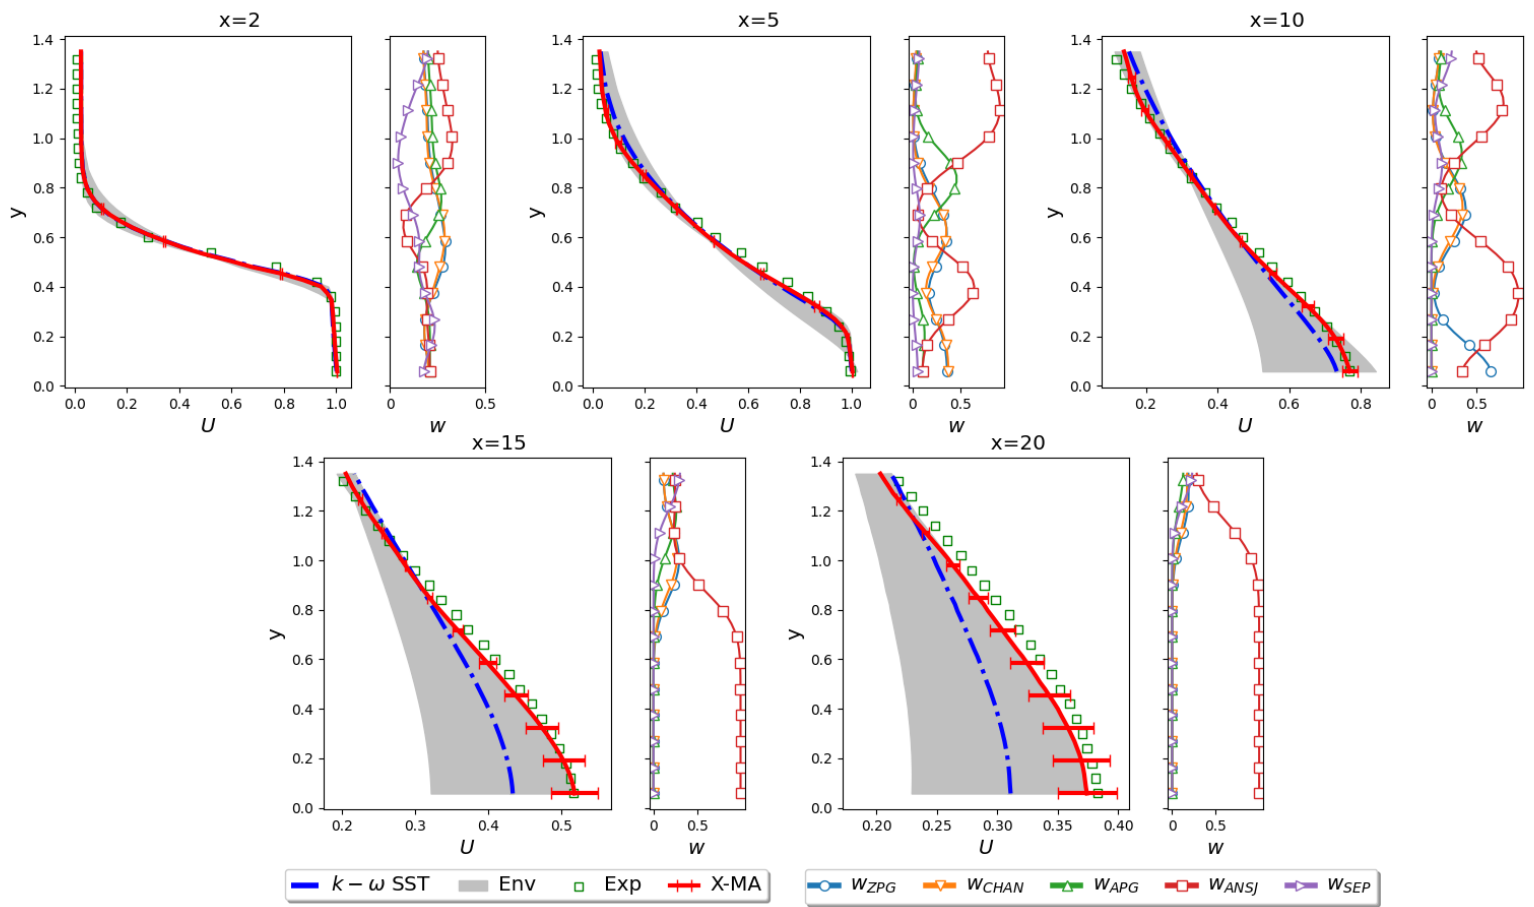 x=2
x=5
x=10
1.4
1.2
1.0
0.8
0.6
0.4
0.2
0.0
y
0.0 0.2 0.4 0.6 0.8 1.0
U
0 0.5
w
1.4
1.2
1.0
0.8
0.6
0.4
0.2
0.0
y
0.0 0.2 0.4 0.6 0.8 1.0
U
0 0.5
w
1.4
1.2
1.0
0.8
0.6
0.4
0.2
0.0
y
0.2 0.4 0.6 0.8
U
0 0.5
w
x=15
x=20
1.4
1.2
1.0
0.8
0.6
0.4
0.2
0.0
y
0.2 0.3 0.4 0.5
U
0 0.5
w
1.4
1.2
1.0
0.8
0.6
0.4
0.2
0.0
y
0.20 0.25 0.30 0.35 0.40
U
0 0.5
w
k − ω SST Env Exp X-MA
w_ZPG w_CHAN w_APG w_ANSJ w_SEP